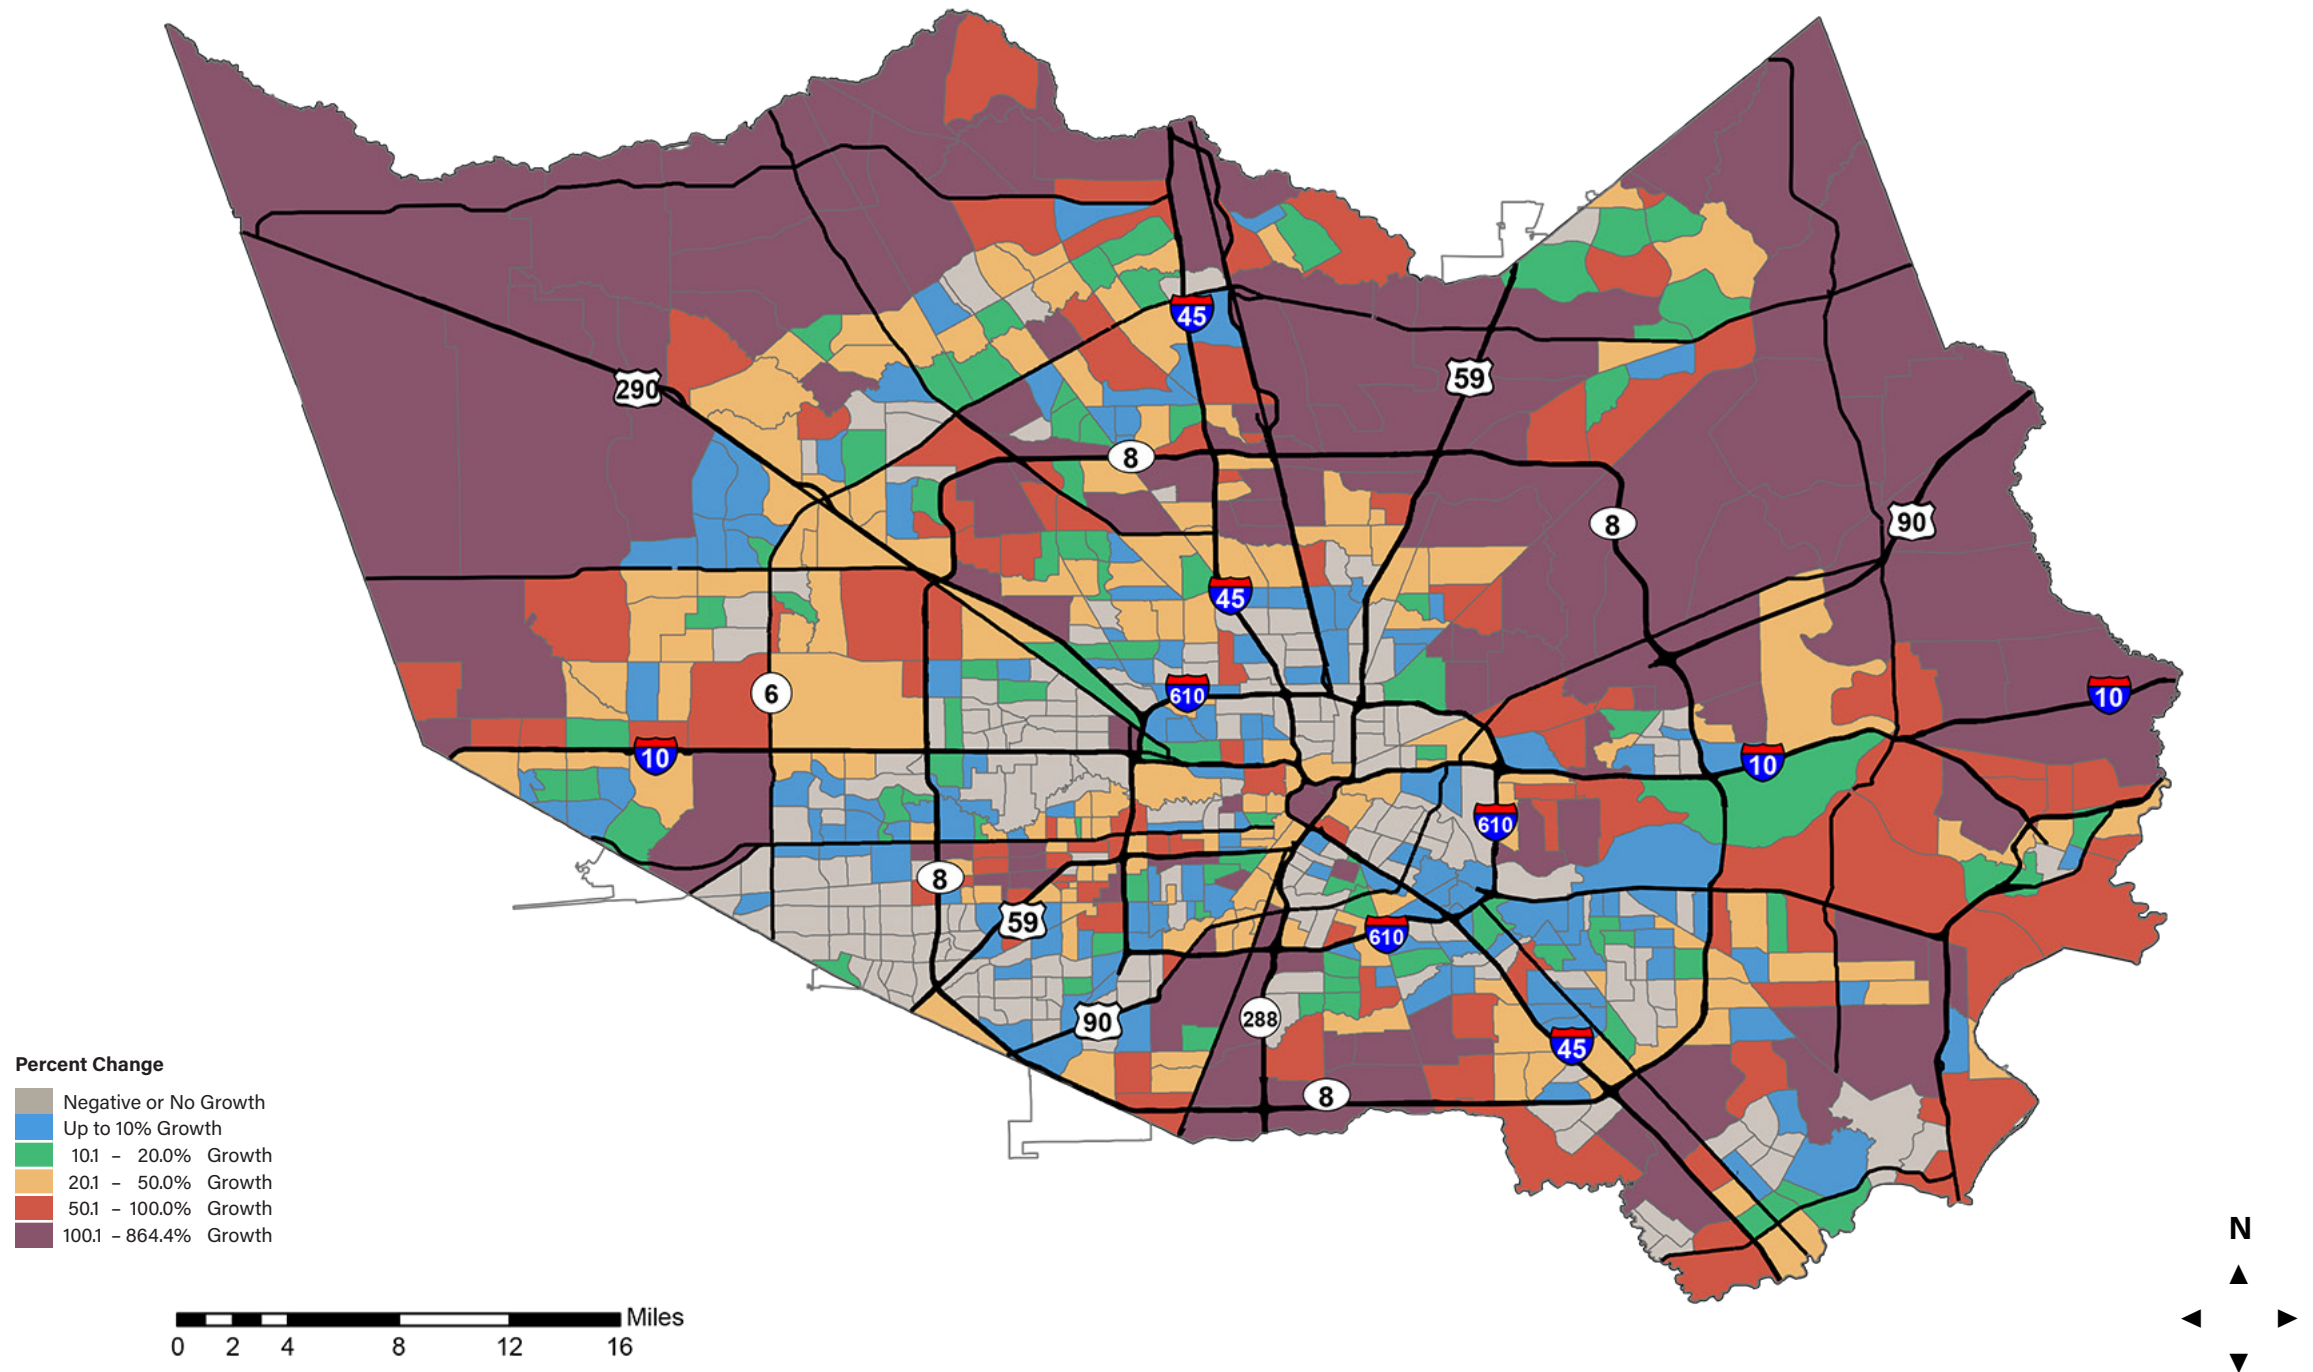 45
290
59
8
8
90
45
6
610
10
10
10
610
8
59
610
90
288
45
8
Percent Change
Negative or No Growth
Up to 10% Growth
10.1 – 20.0% Growth
20.1 – 50.0% Growth
50.1 – 100.0% Growth
100.1 – 864.4% Growth
N
Miles
0 2 4 8 12 16